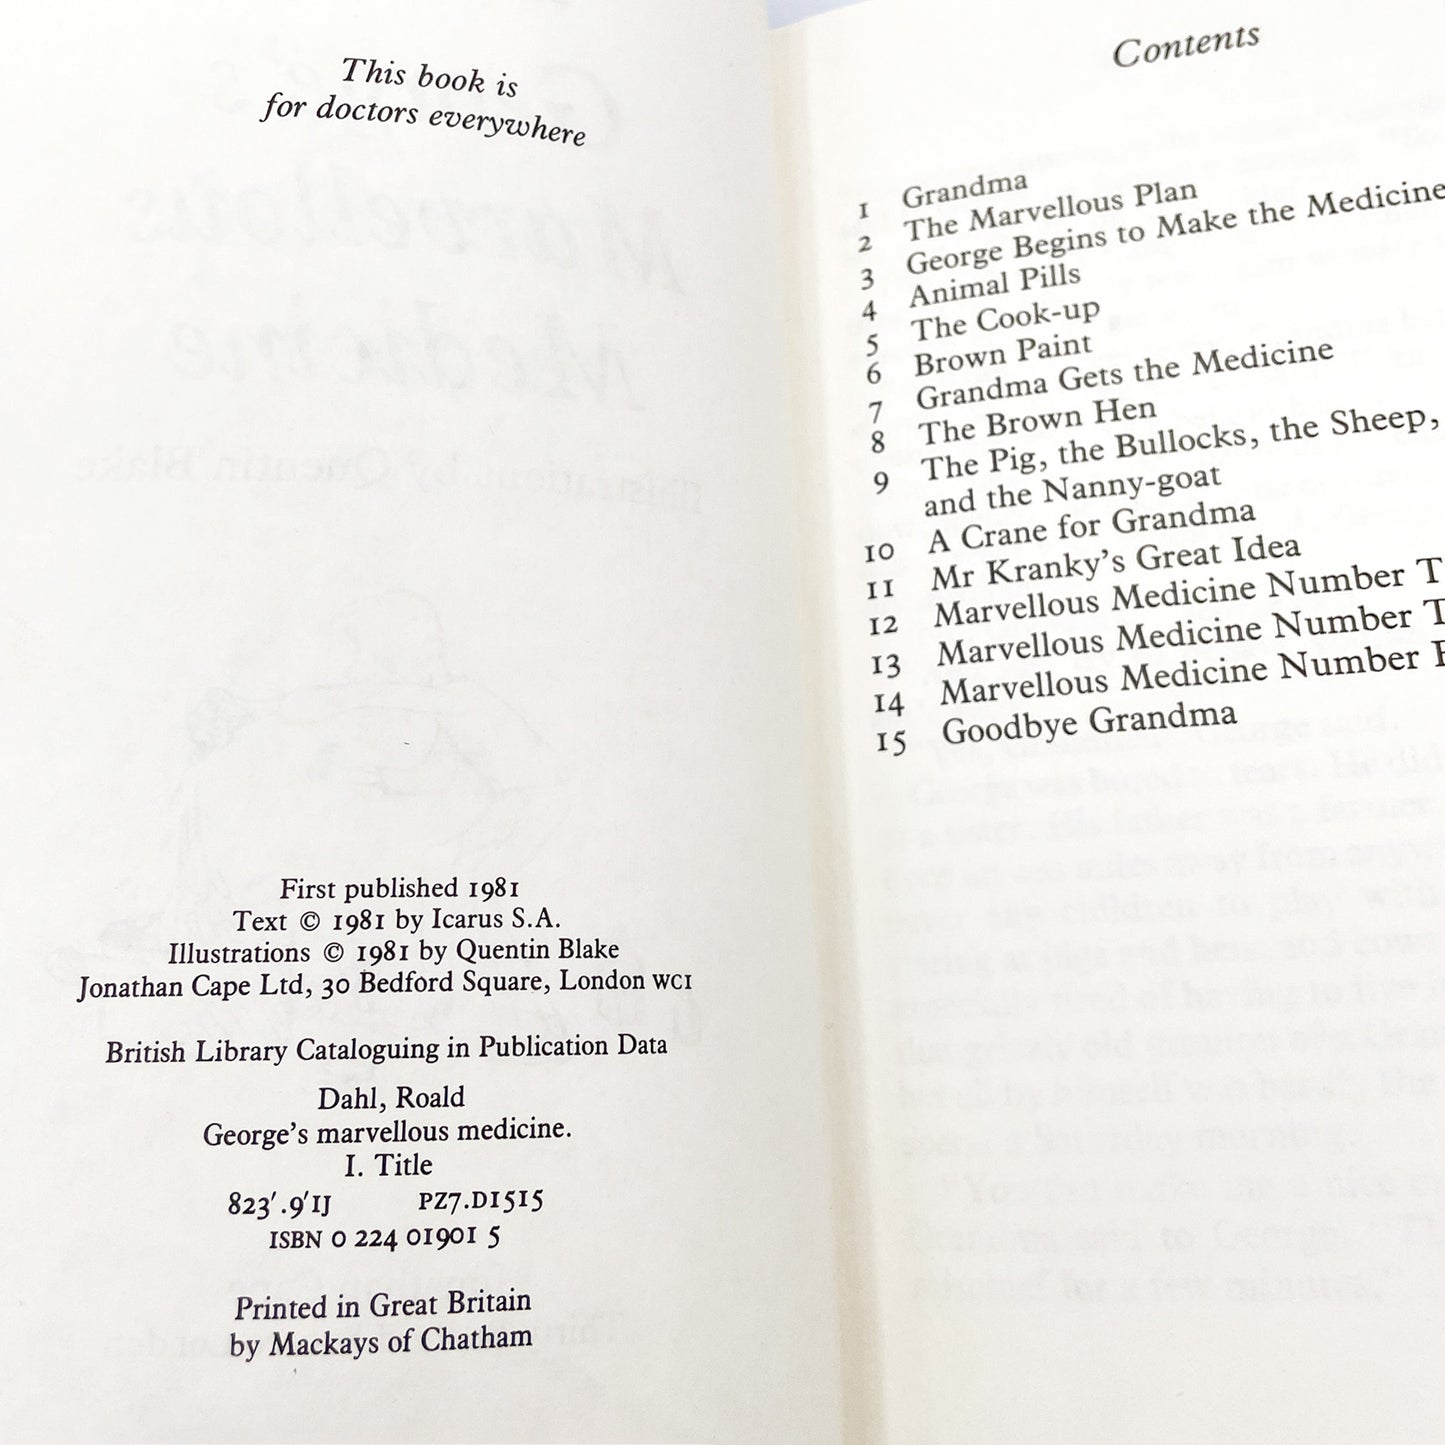 This book is
for doctors everywhere
First published 1981
Text © 1981 by Icarus S.A.
Illustrations © 1981 by Quentin Blake
Jonathan Cape Ltd, 30 Bedford Square, London WC1
British Library Cataloguing in Publication Data
Dahl, Roald
George's marvellous medicine.
I. Title
823'.9'1J PZ7.D1515
ISBN 0 224 01901 5
Printed in Great Britain
by Mackays of Chatham
Contents
1 Grandma
2 The Marvellous Plan
3 George Begins to Make the Medicine
4 Animal Pills
5 The Cook-up
6 Brown Paint
7 Grandma Gets the Medicine
8 The Brown Hen
9 The Pig, the Bullocks, the Sheep,
and the Nanny-goat
10 A Crane for Grandma
11 Mr Kranky's Great Idea
12 Marvellous Medicine Number T
13 Marvellous Medicine Number T
14 Marvellous Medicine Number F
15 Goodbye Grandma